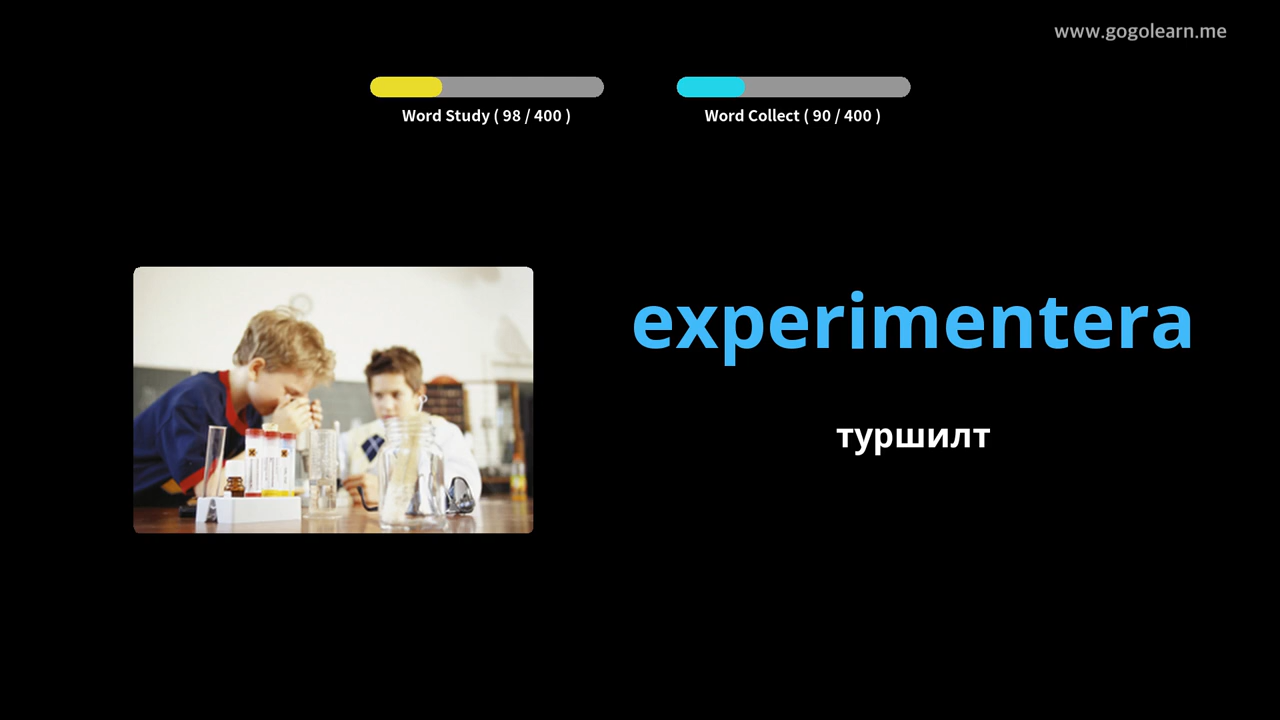 www.gogolearn.me
Word Study ( 98 / 400 )
Word Collect ( 90 / 400 )
experimentera
туршилт